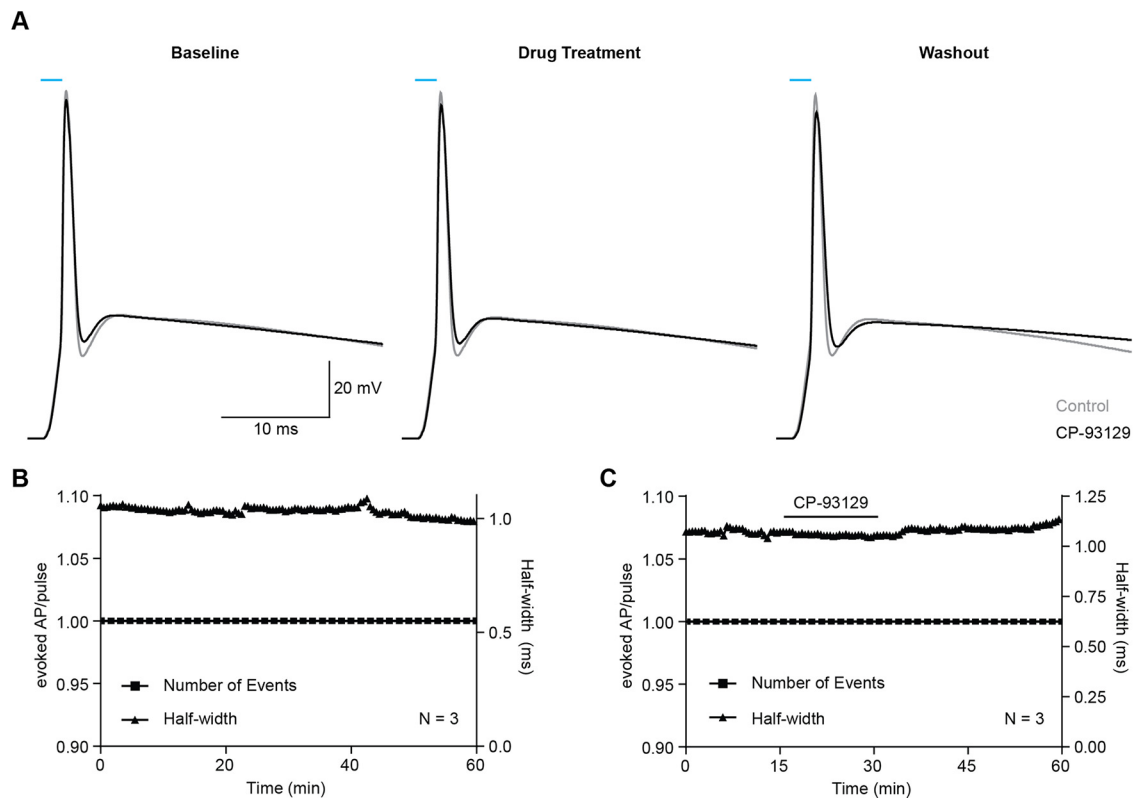 A
Baseline
Drug Treatment
Washout
20 mV
10 ms
Control
CP-93129
B
1.10
1.05
1.00
0.95
0.90
evoked AP/pulse
1.0
0.5
0.0
Half-width (ms)
Number of Events
Half-width
N = 3
0
20
40
60
Time (min)
C
CP-93129
1.10
1.05
1.00
0.95
0.90
evoked AP/pulse
1.25
1.00
0.75
0.50
0.25
0.00
Half-width (ms)
Number of Events
Half-width
N = 3
0
15
30
45
60
Time (min)